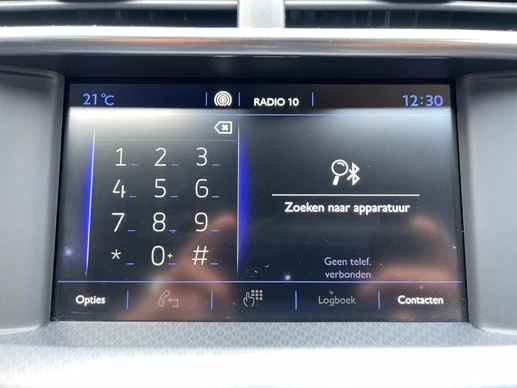 21°C
RADIO 10
12:30
1 2 3
4 5 6
7 8 9
* 0+ #
Zoeken naar apparatuur
Geen telef.
verbonden
Opties
Logboek
Contacten